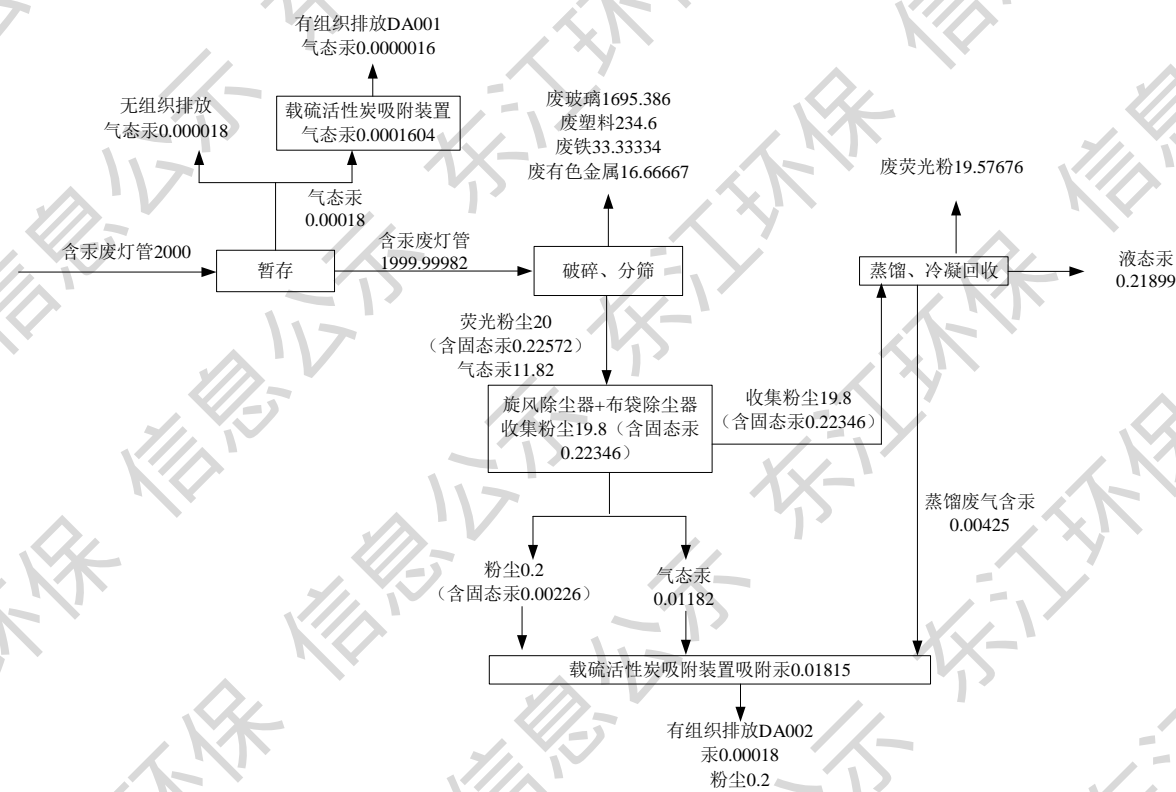 有组织排放DA001
气态汞0.0000016
无组织排放
气态汞0.000018
载硫活性炭吸附装置
气态汞0.0001604
气态汞
0.00018
含汞废灯管2000
暂存
含汞废灯管
1999.99982
废玻璃1695.386
废塑料234.6
废铁33.33334
废有色金属16.66667
破碎、分筛
废荧光粉19.57676
蒸馏、冷凝回收
液态汞
0.21899
荧光粉尘20
（含固态汞0.22572）
气态汞11.82
旋风除尘器+布袋除尘器
收集粉尘19.8（含固态汞
0.22346）
收集粉尘19.8
（含固态汞0.22346）
蒸馏废气含汞
0.00425
粉尘0.2
（含固态汞0.00226）
气态汞
0.01182
载硫活性炭吸附装置吸附汞0.01815
有组织排放DA002
汞0.00018
粉尘0.2
东江环保 信息公示